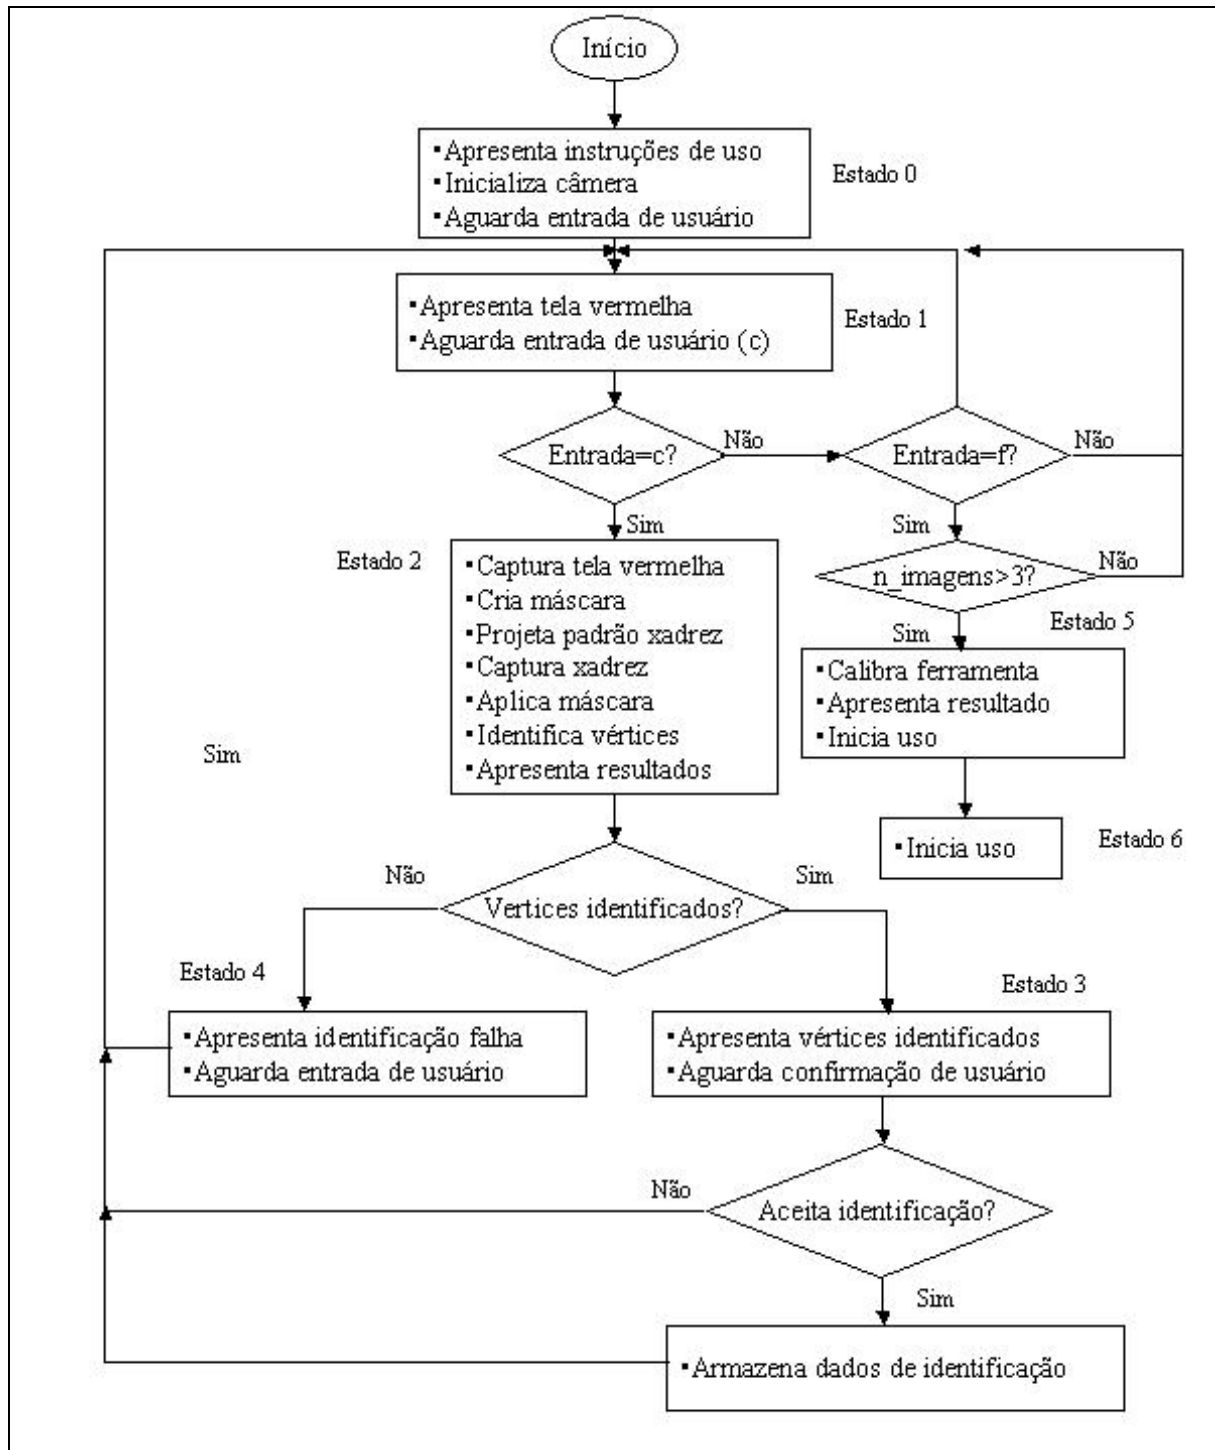 Início
▪Apresenta instruções de uso
▪Inicializa câmera
▪Aguarda entrada de usuário
Estado 0
▪Apresenta tela vermelha
▪Aguarda entrada de usuário (c)
Estado 1
Entrada=c?
Não
Entrada=f?
Não
Sim
Sim
Estado 2
▪Captura tela vermelha
▪Cria máscara
▪Projeta padrão xadrez
▪Captura xadrez
▪Aplica máscara
▪Identifica vértices
▪Apresenta resultados
n_imagens>3?
Não
Sim
Estado 5
▪Calibra ferramenta
▪Apresenta resultado
▪Inicia uso
Sim
▪Inicia uso
Estado 6
Não
Vertices identificados?
Sim
Estado 4
▪Apresenta identificação falha
▪Aguarda entrada de usuário
Estado 3
▪Apresenta vértices identificados
▪Aguarda confirmação de usuário
Não
Aceita identificação?
Sim
▪Armazena dados de identificação